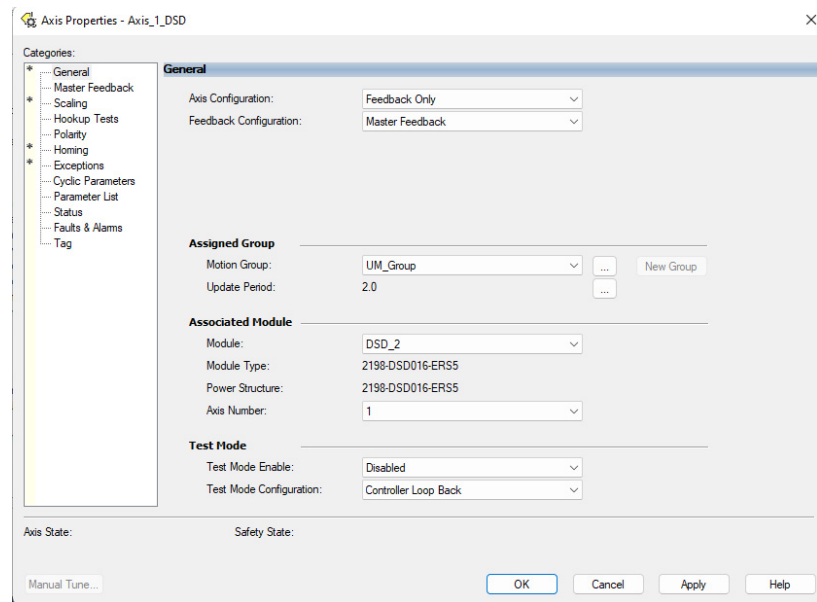 Axis Properties - Axis_1_DSD
Categories:
* General
Master Feedback
* Scaling
Hookup Tests
Polarity
* Homing
* Exceptions
Cyclic Parameters
Parameter List
Status
Faults & Alarms
Tag
General
Axis Configuration: Feedback Only
Feedback Configuration: Master Feedback
Assigned Group
Motion Group: UM_Group ... New Group
Update Period: 2.0 ...
Associated Module
Module: DSD_2
Module Type: 2198-DSD016-ERS5
Power Structure: 2198-DSD016-ERS5
Axis Number: 1
Test Mode
Test Mode Enable: Disabled
Test Mode Configuration: Controller Loop Back
Axis State: Safety State:
Manual Tune... OK Cancel Apply Help